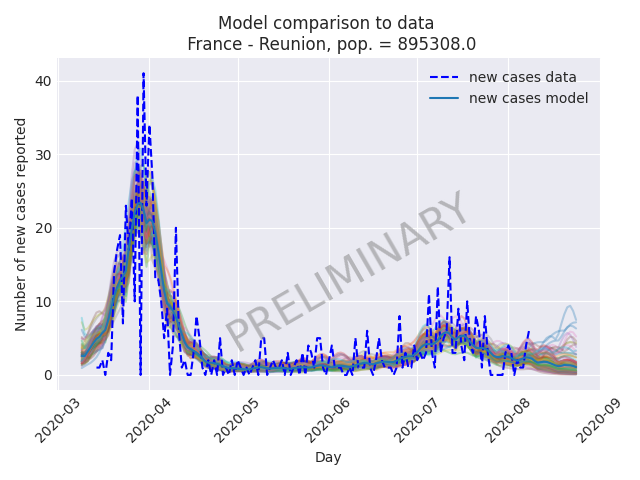 Model comparison to data
France - Reunion, pop. = 895308.0
new cases data
new cases model
Number of new cases reported
40
30
20
10
0
PRELIMINARY
2020-03
2020-04
2020-05
2020-06
2020-07
2020-08
2020-09
Day